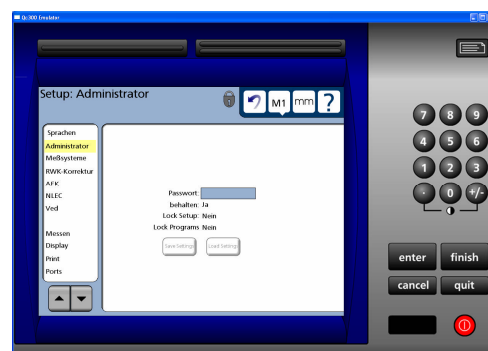 Qc300 Emulator
Setup: Administrator
M1
mm
?
Sprachen
Administrator
Meßsysteme
RWK-Korrektur
AFK
NLEC
Ved
Messen
Display
Print
Ports
Passwort:
behalten: Ja
Lock Setup: Nein
Lock Programs Nein
Save Settings
Load Settings
7 8 9
4 5 6
1 2 3
. 0 +/-
enter finish
cancel quit